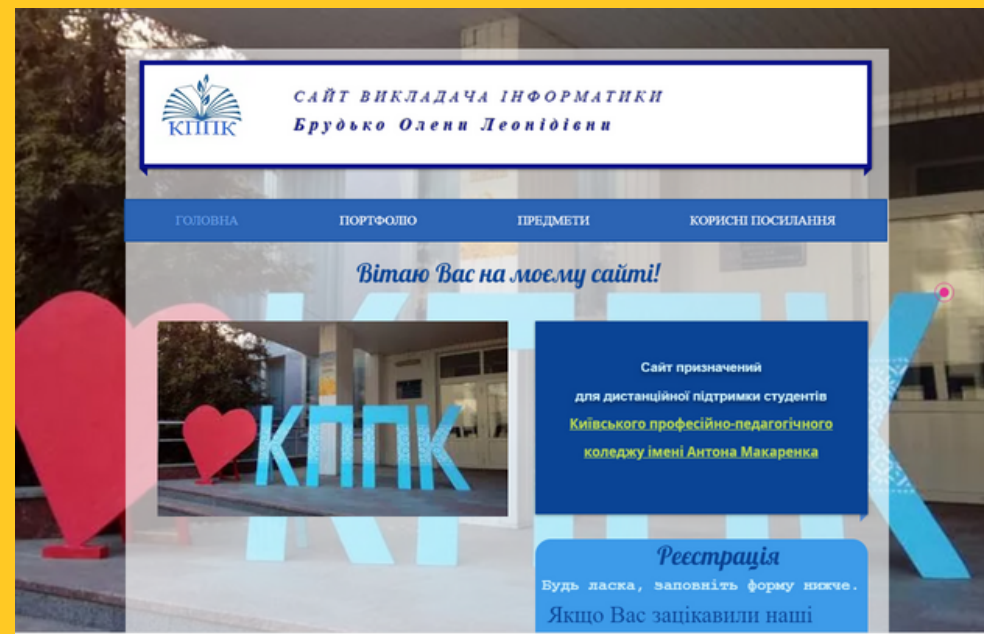 КППК
САЙТ ВИКЛАДАЧА ІНФОРМАТИКИ
Брудько Олени Леонідівни
ГОЛОВНА
ПОРТФОЛІО
ПРЕДМЕТИ
КОРИСНІ ПОСИЛАННЯ
Вітаю Вас на моєму сайті!
КППК
Сайт призначений
для дистанційної підтримки студентів
Київського професійно-педагогічного
коледжу імені Антона Макаренка
Реєстрація
Будь ласка, заповніть форму нижче.
Якщо Вас зацікавили наші
КППК